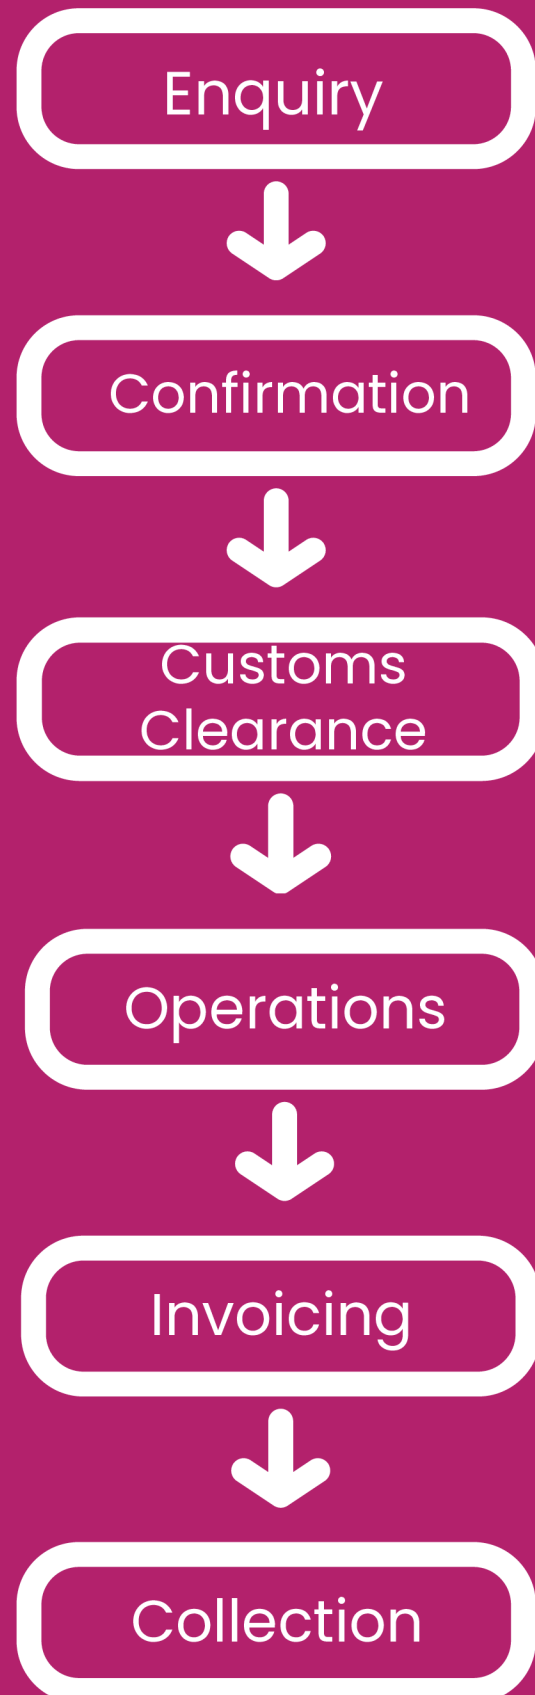 Enquiry
Confirmation
Customs
Clearance
Operations
Invoicing
Collection